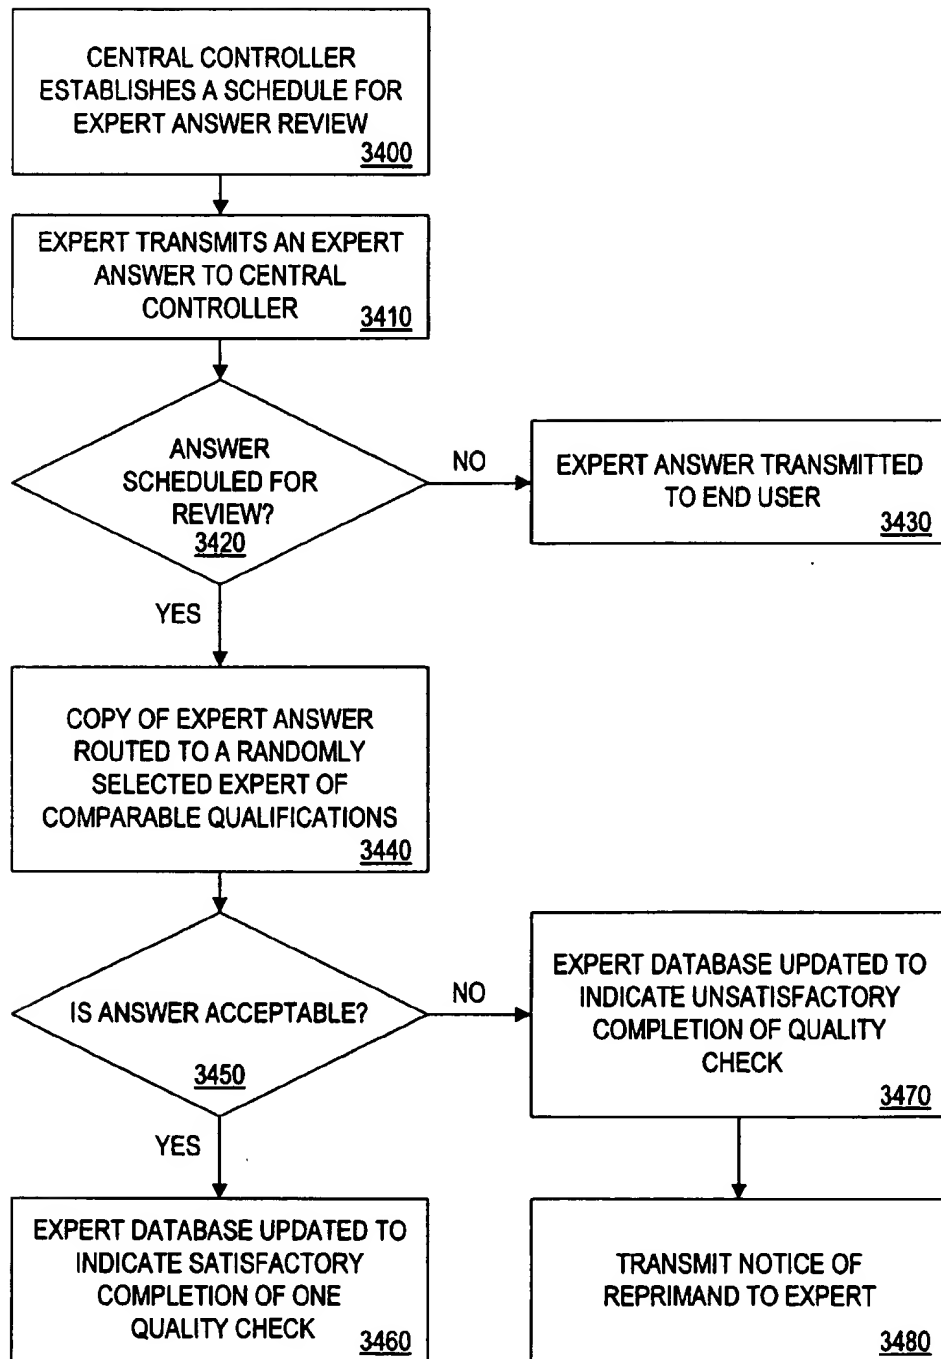 CENTRAL CONTROLLER
ESTABLISHES A SCHEDULE FOR
EXPERT ANSWER REVIEW
3400
EXPERT TRANSMITS AN EXPERT
ANSWER TO CENTRAL
CONTROLLER
3410
ANSWER
SCHEDULED FOR
REVIEW?
3420
NO
EXPERT ANSWER TRANSMITTED
TO END USER
3430
YES
COPY OF EXPERT ANSWER
ROUTED TO A RANDOMLY
SELECTED EXPERT OF
COMPARABLE QUALIFICATIONS
3440
IS ANSWER ACCEPTABLE?
3450
NO
EXPERT DATABASE UPDATED TO
INDICATE UNSATISFACTORY
COMPLETION OF QUALITY
CHECK
3470
YES
EXPERT DATABASE UPDATED TO
INDICATE SATISFACTORY
COMPLETION OF ONE
QUALITY CHECK
3460
TRANSMIT NOTICE OF
REPRIMAND TO EXPERT
3480